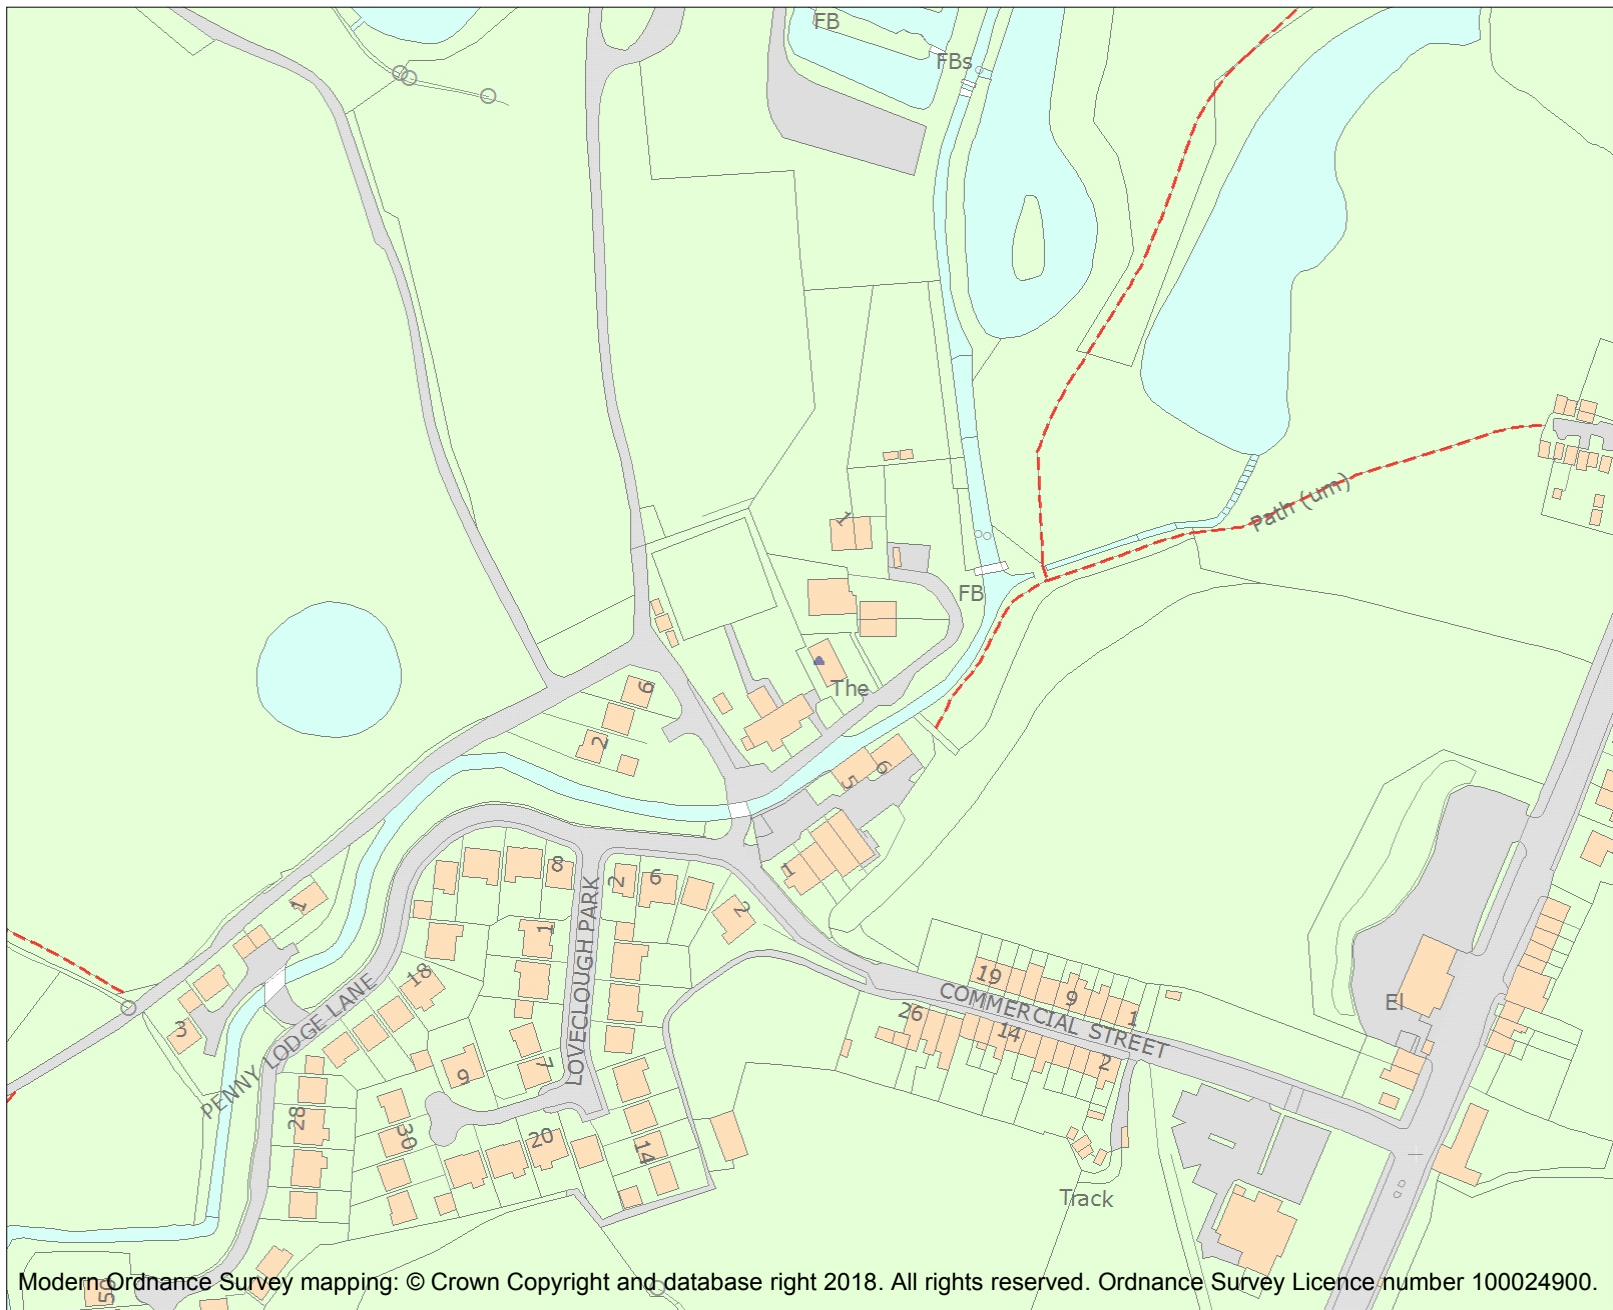 FB
FBs
Path (um)
1
FB
The
6
2
5
6
1
8
2
6
2
1
1
LOVECLOUGH PARK
18
3
PENNY LODGE LANE
19
9
1
COMMERCIAL STREET
26
14
2
El
7
9
28
30
20
14
Track
50
Modern Ordnance Survey mapping: © Crown Copyright and database right 2018. All rights reserved. Ordnance Survey Licence number 100024900.